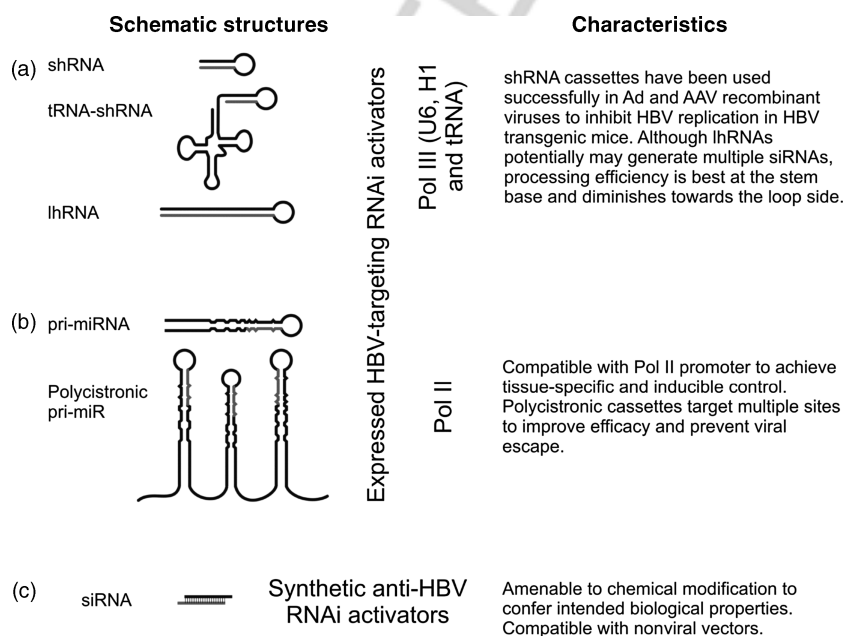 Schematic structures
Characteristics
(a)
shRNA
tRNA-shRNA
lhRNA
Expressed HBV-targeting RNAi activators
Pol III (U6, H1
and tRNA)
shRNA cassettes have been used
successfully in Ad and AAV recombinant
viruses to inhibit HBV replication in HBV
transgenic mice. Although lhRNAs
potentially may generate multiple siRNAs,
processing efficiency is best at the stem
base and diminishes towards the loop side.
(b)
pri-miRNA
Polycistronic
pri-miR
Pol II
Compatible with Pol II promoter to achieve
tissue-specific and inducible control.
Polycistronic cassettes target multiple sites
to improve efficacy and prevent viral
escape.
(c)
siRNA
Synthetic anti-HBV
RNAi activators
Amenable to chemical modification to
confer intended biological properties.
Compatible with nonviral vectors.